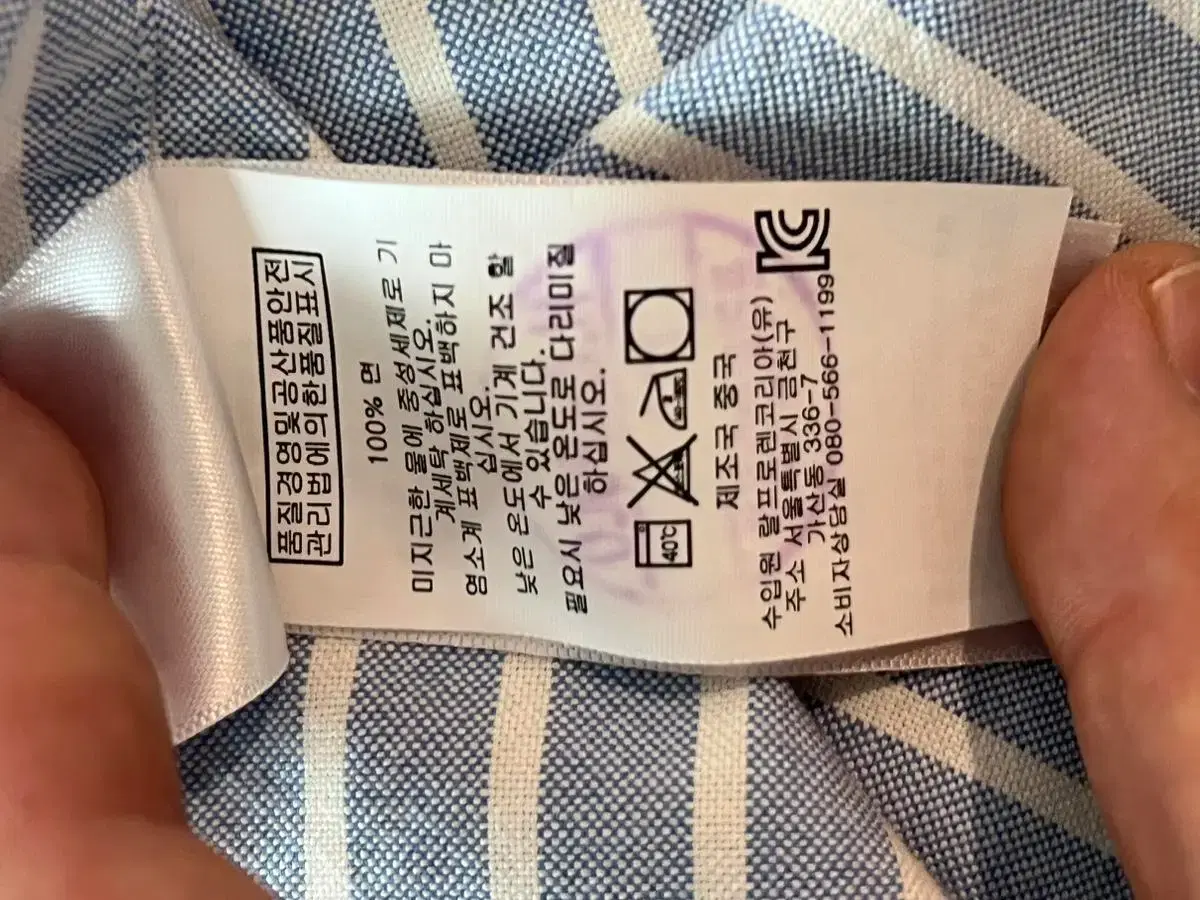 품질경영및공산품안전
관리법에의한품질표시
100% 면
미지근한 물에 중성세제로 기
계세탁 하십시오.
염소계 표백제로 표백하지 마
십시오.
낮은 온도에서 기계 건조 할
수 있습니다.
필요시 낮은 온도로 다리미질
하십시오.
40℃
제조국 중국
수입원 랄프로렌코리아(유)
주소 서울특별시 금천구
가산동 336-7
소비자상담실 080-566-1199